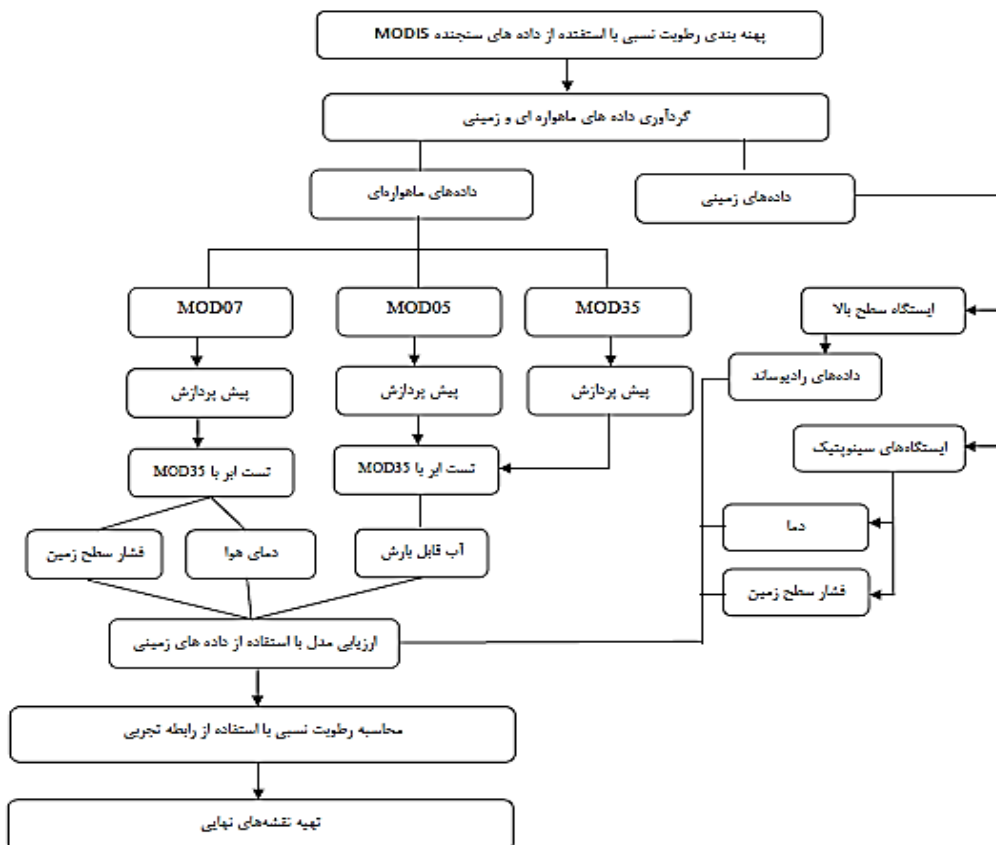 پهنه بندی رطوبت نسبی با استفتده از داده های سنجنده MODIS
گردآوری داده های ماهواره ای و زمینی
داده‌های ماهواره‌ای
داده‌های زمینی
MOD07
MOD05
MOD35
ایستگاه سطح بالا
پیش پردازش
پیش پردازش
پیش پردازش
داده‌های رادیوساند
تست ابر با MOD35
تست ابر با MOD35
ایستگاه‌های سینوپتیک
فشار سطح زمین
دمای هوا
آب قابل بارش
دما
فشار سطح زمین
ارزیابی مدل با استفاده از داده های زمینی
محاسبه رطوبت نسبی با استفاده از رابطه تجربی
تهیه نقشه‌های نهایی